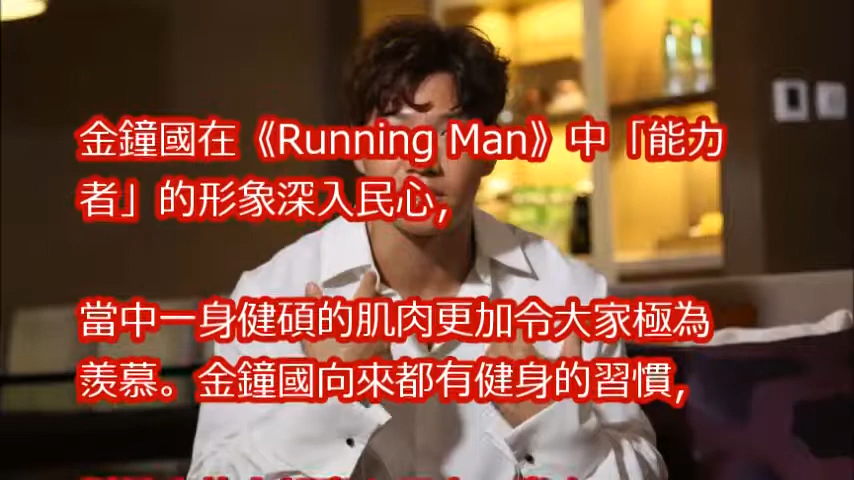 金鐘國在《Running Man》中「能力
者」的形象深入民心，
當中一身健碩的肌肉更加令大家極為
羨慕。金鐘國向來都有健身的習慣，